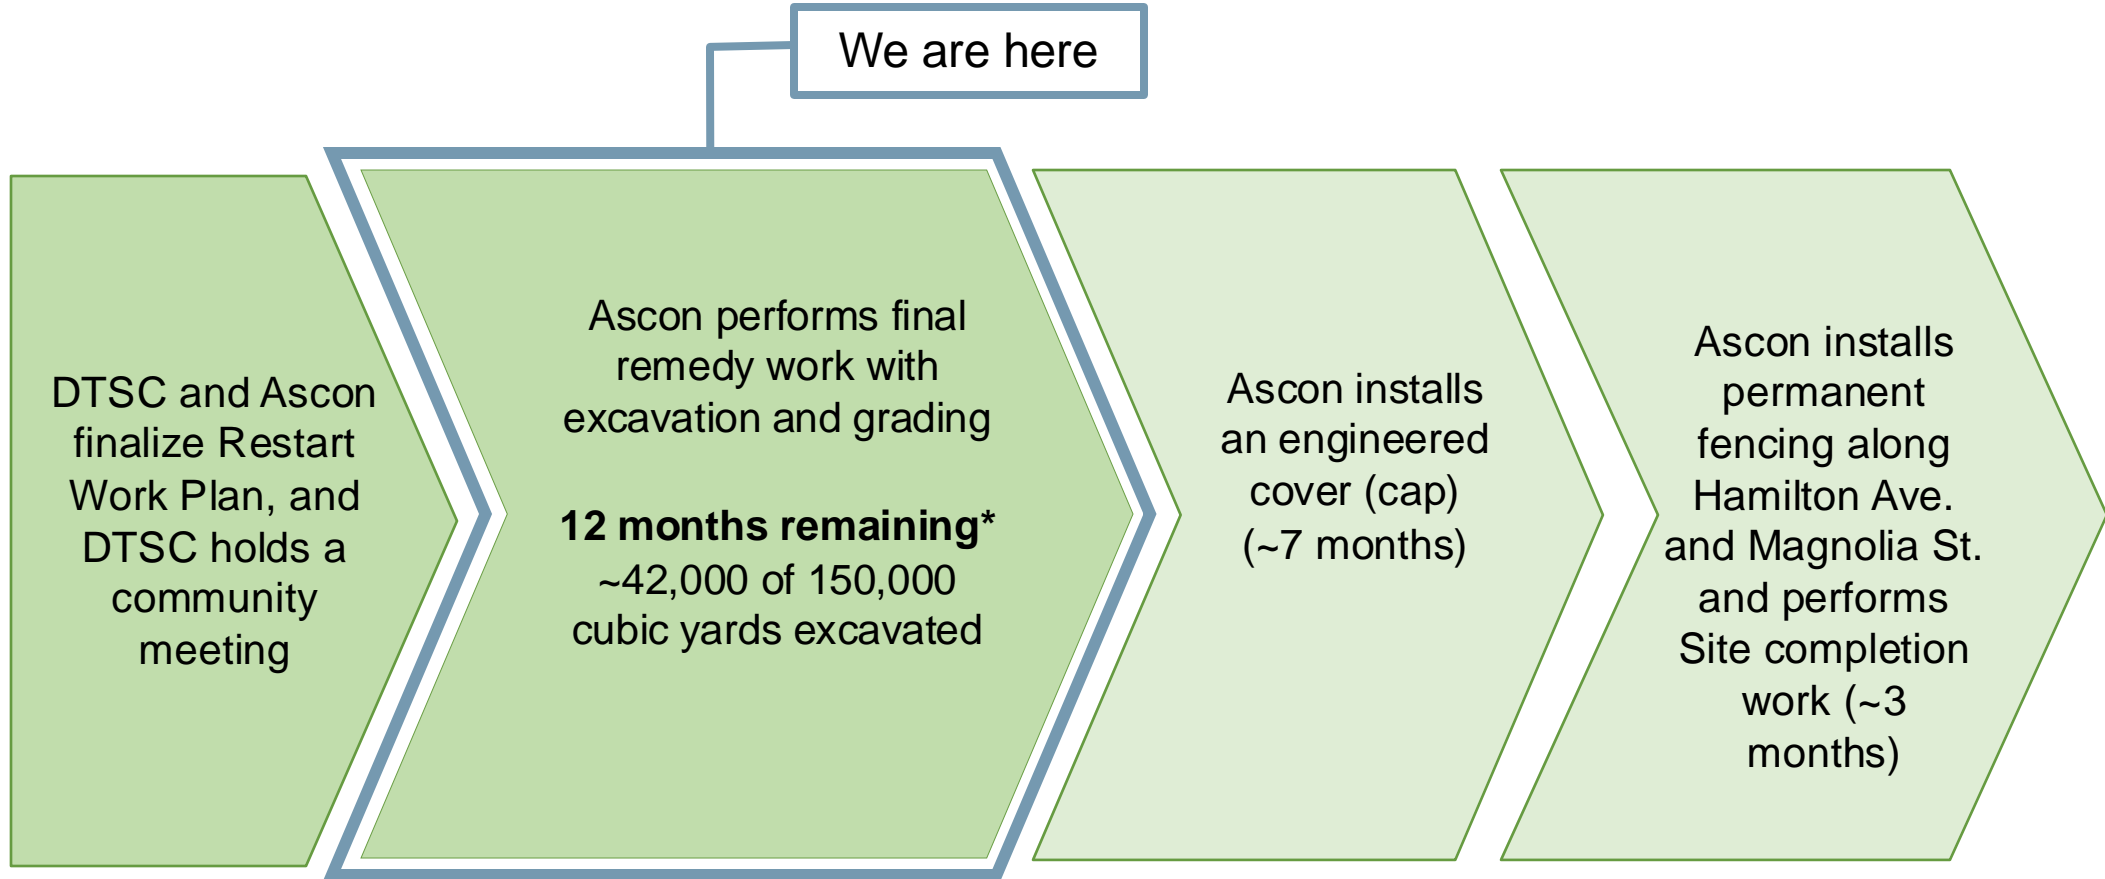 We are here
DTSC and Ascon
finalize Restart
Work Plan, and
DTSC holds a
community
meeting
Ascon performs final
remedy work with
excavation and grading
12 months remaining*
~42,000 of 150,000
cubic yards excavated
Ascon installs
an engineered
cover (cap)
(~7 months)
Ascon installs
permanent
fencing along
Hamilton Ave.
and Magnolia St.
and performs
Site completion
work (~3
months)